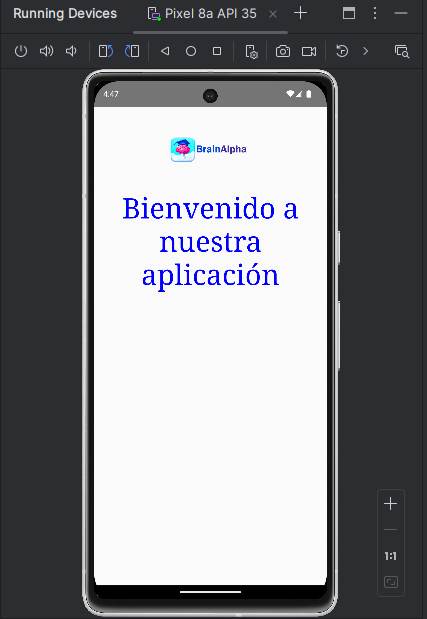 Running Devices
Pixel 8a API 35
4:47
BrainAlpha
Bienvenido a
nuestra
aplicación
1:1